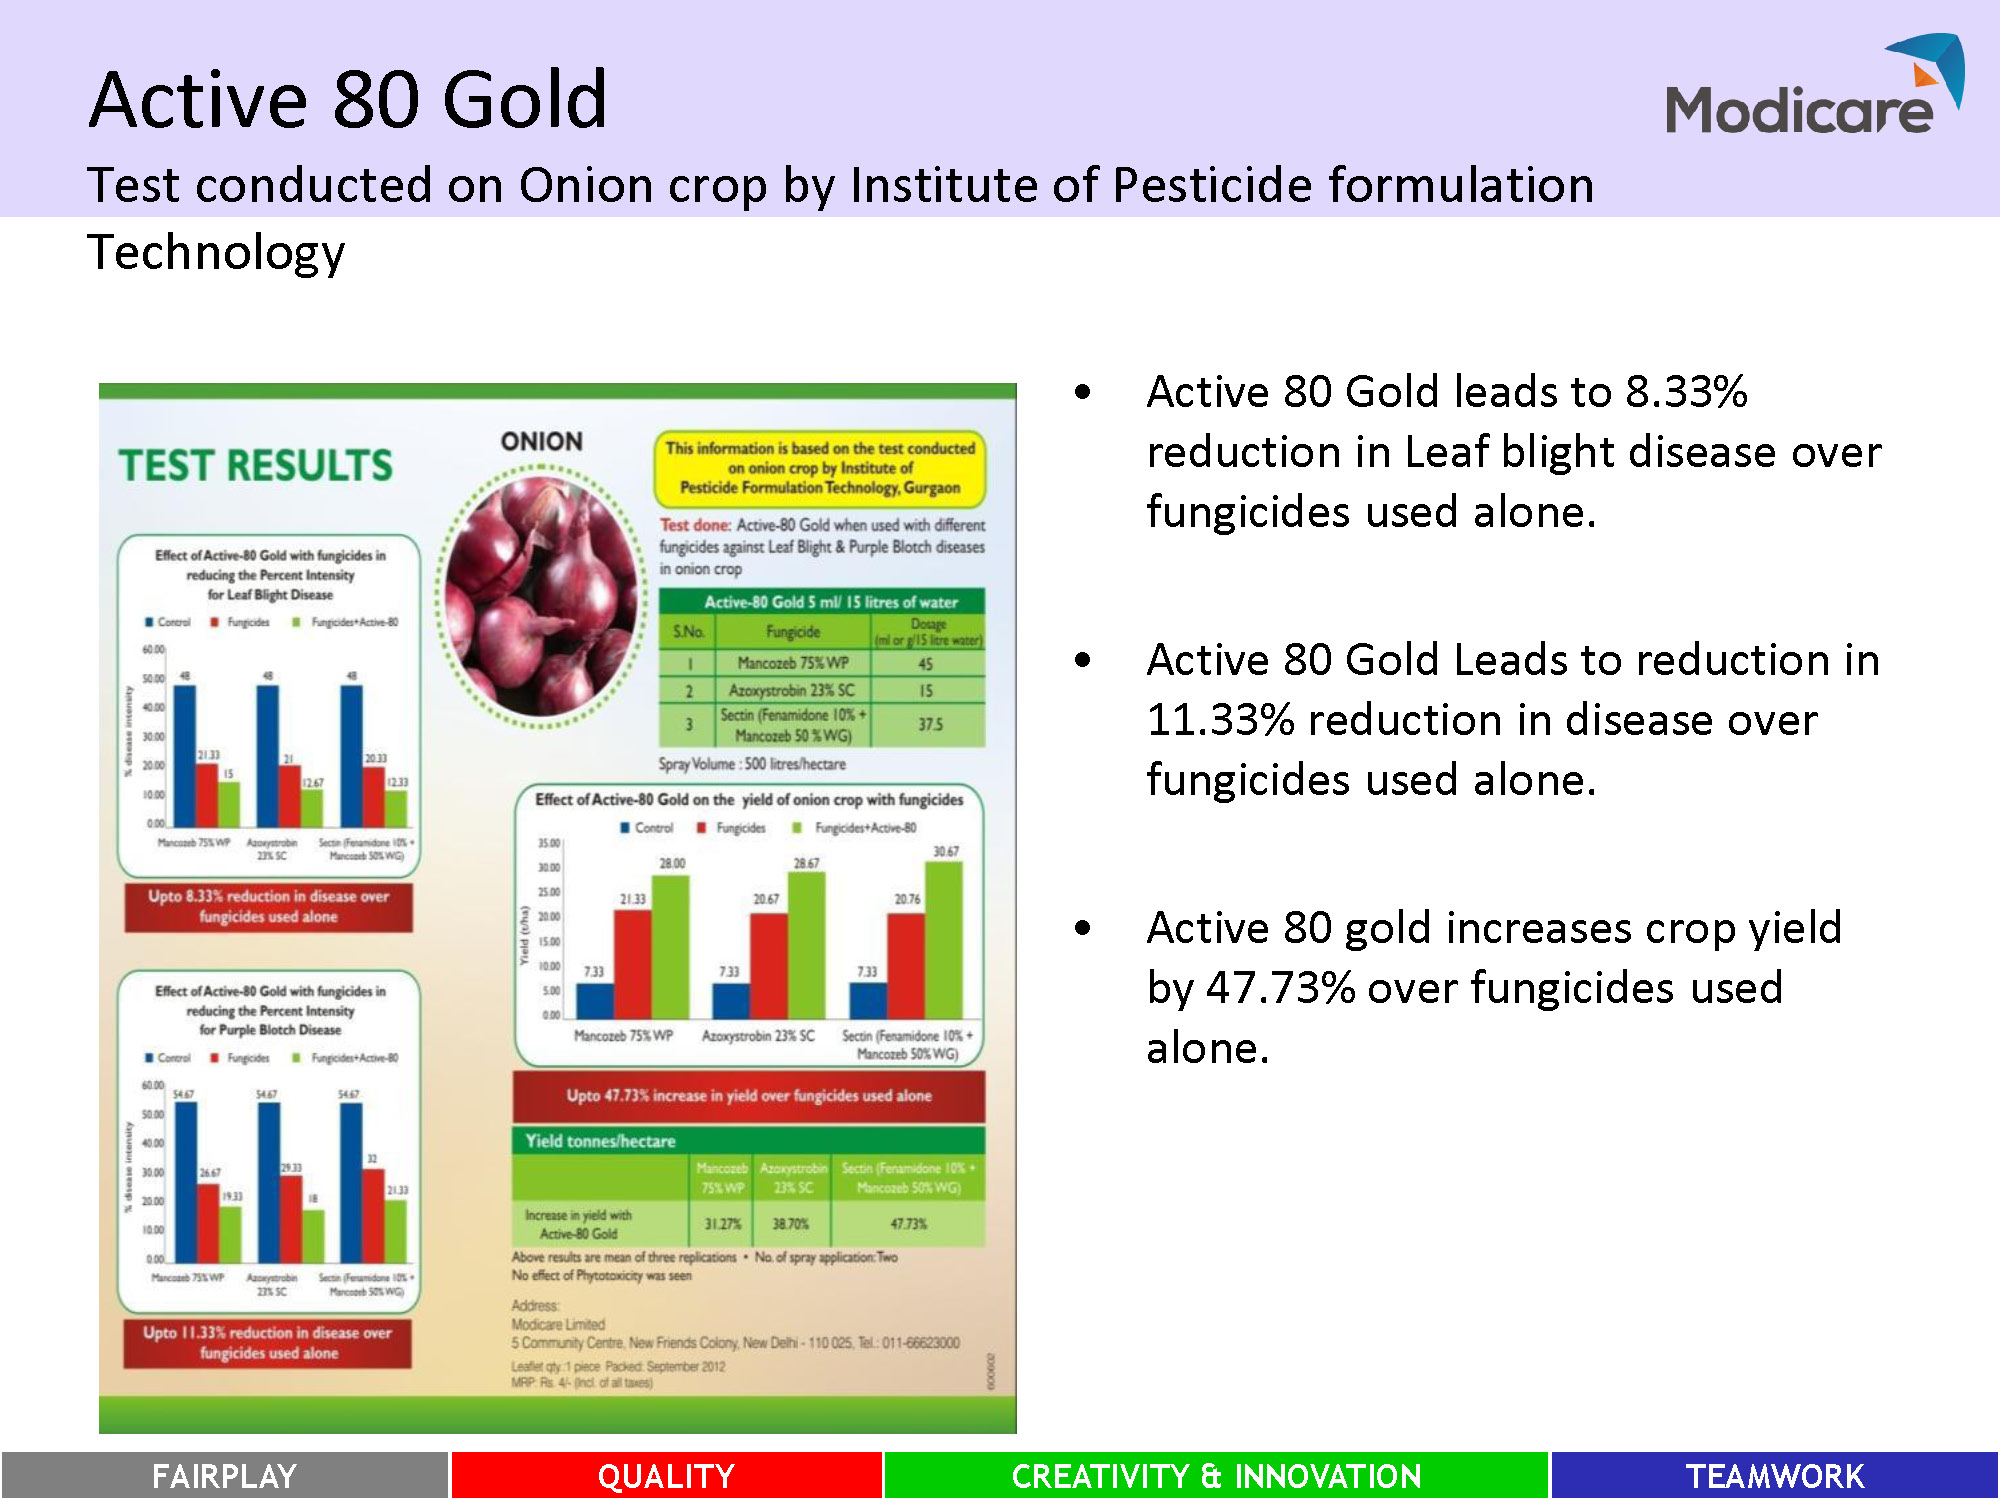 Active 80 Gold
Modicare
Test conducted on Onion crop by Institute of Pesticide formulation
Technology
TEST RESULTS
Effect of Active-80 Gold with fungicides in
reducing the Percent Intensity
for Leaf Blight Disease
Control Fungicides Fungicides+Active-80
% disease intensity
60.00
50.00
40.00
30.00
20.00
10.00
0.00
48 21.33 15
48 21 12.67
48 20.33 12.33
Mancozeb 75% WP
Azoxystrobin
23% SC
Sectin (Fenamidone 10% +
Mancozeb 50% WG)
Upto 8.33% reduction in disease over
fungicides used alone
Effect of Active-80 Gold with fungicides in
reducing the Percent Intensity
for Purple Blotch Disease
Control Fungicides Fungicides+Active-80
% disease intensity
60.00
50.00
40.00
30.00
20.00
10.00
0.00
54.67 26.67 19.33
54.67 29.33 18
54.67 32 21.33
Mancozeb 75% WP
Azoxystrobin
23% SC
Sectin (Fenamidone 10% +
Mancozeb 50% WG)
Upto 11.33% reduction in disease over
fungicides used alone
ONION
This information is based on the test conducted
on onion crop by Institute of
Pesticide Formulation Technology, Gurgaon
Test done: Active-80 Gold when used with different
fungicides against Leaf Blight & Purple Blotch diseases
in onion crop
Active-80 Gold 5 ml/ 15 litres of water
S.No. Fungicide Dosage
(ml or g/15 litre water)
1 Mancozeb 75% WP 45
2 Azoxystrobin 23% SC 15
3 Sectin (Fenamidone 10% +
Mancozeb 50 % WG) 37.5
Spray Volume : 500 litres/hectare
Effect of Active-80 Gold on the yield of onion crop with fungicides
Control Fungicides Fungicides+Active-80
Yield (t/ha)
35.00
30.00
25.00
20.00
15.00
10.00
5.00
0.00
7.33 21.33 28.00
7.33 20.67 28.67
7.33 20.76 30.67
Mancozeb 75% WP
Azoxystrobin 23% SC
Sectin (Fenamidone 10% +
Mancozeb 50% WG)
Upto 47.73% increase in yield over fungicides used alone
Yield tonnes/hectare
Mancozeb
75% WP
Azoxystrobin
23% SC
Sectin (Fenamidone 10% +
Mancozeb 50% WG)
Increase in yield with
Active-80 Gold
31.27% 38.70% 47.73%
Above results are mean of three replications • No. of spray application: Two
No effect of Phytotoxicity was seen
Address:
Modicare Limited
5 Community Centre, New Friends Colony, New Delhi - 110 025, Tel.: 011-66623000
Leaflet qty.:1 piece Packed: September 2012
MRP: Rs. 4/- (Incl. of all taxes)
600602
• Active 80 Gold leads to 8.33%
reduction in Leaf blight disease over
fungicides used alone.
• Active 80 Gold Leads to reduction in
11.33% reduction in disease over
fungicides used alone.
• Active 80 gold increases crop yield
by 47.73% over fungicides used
alone.
FAIRPLAY
QUALITY
CREATIVITY & INNOVATION
TEAMWORK